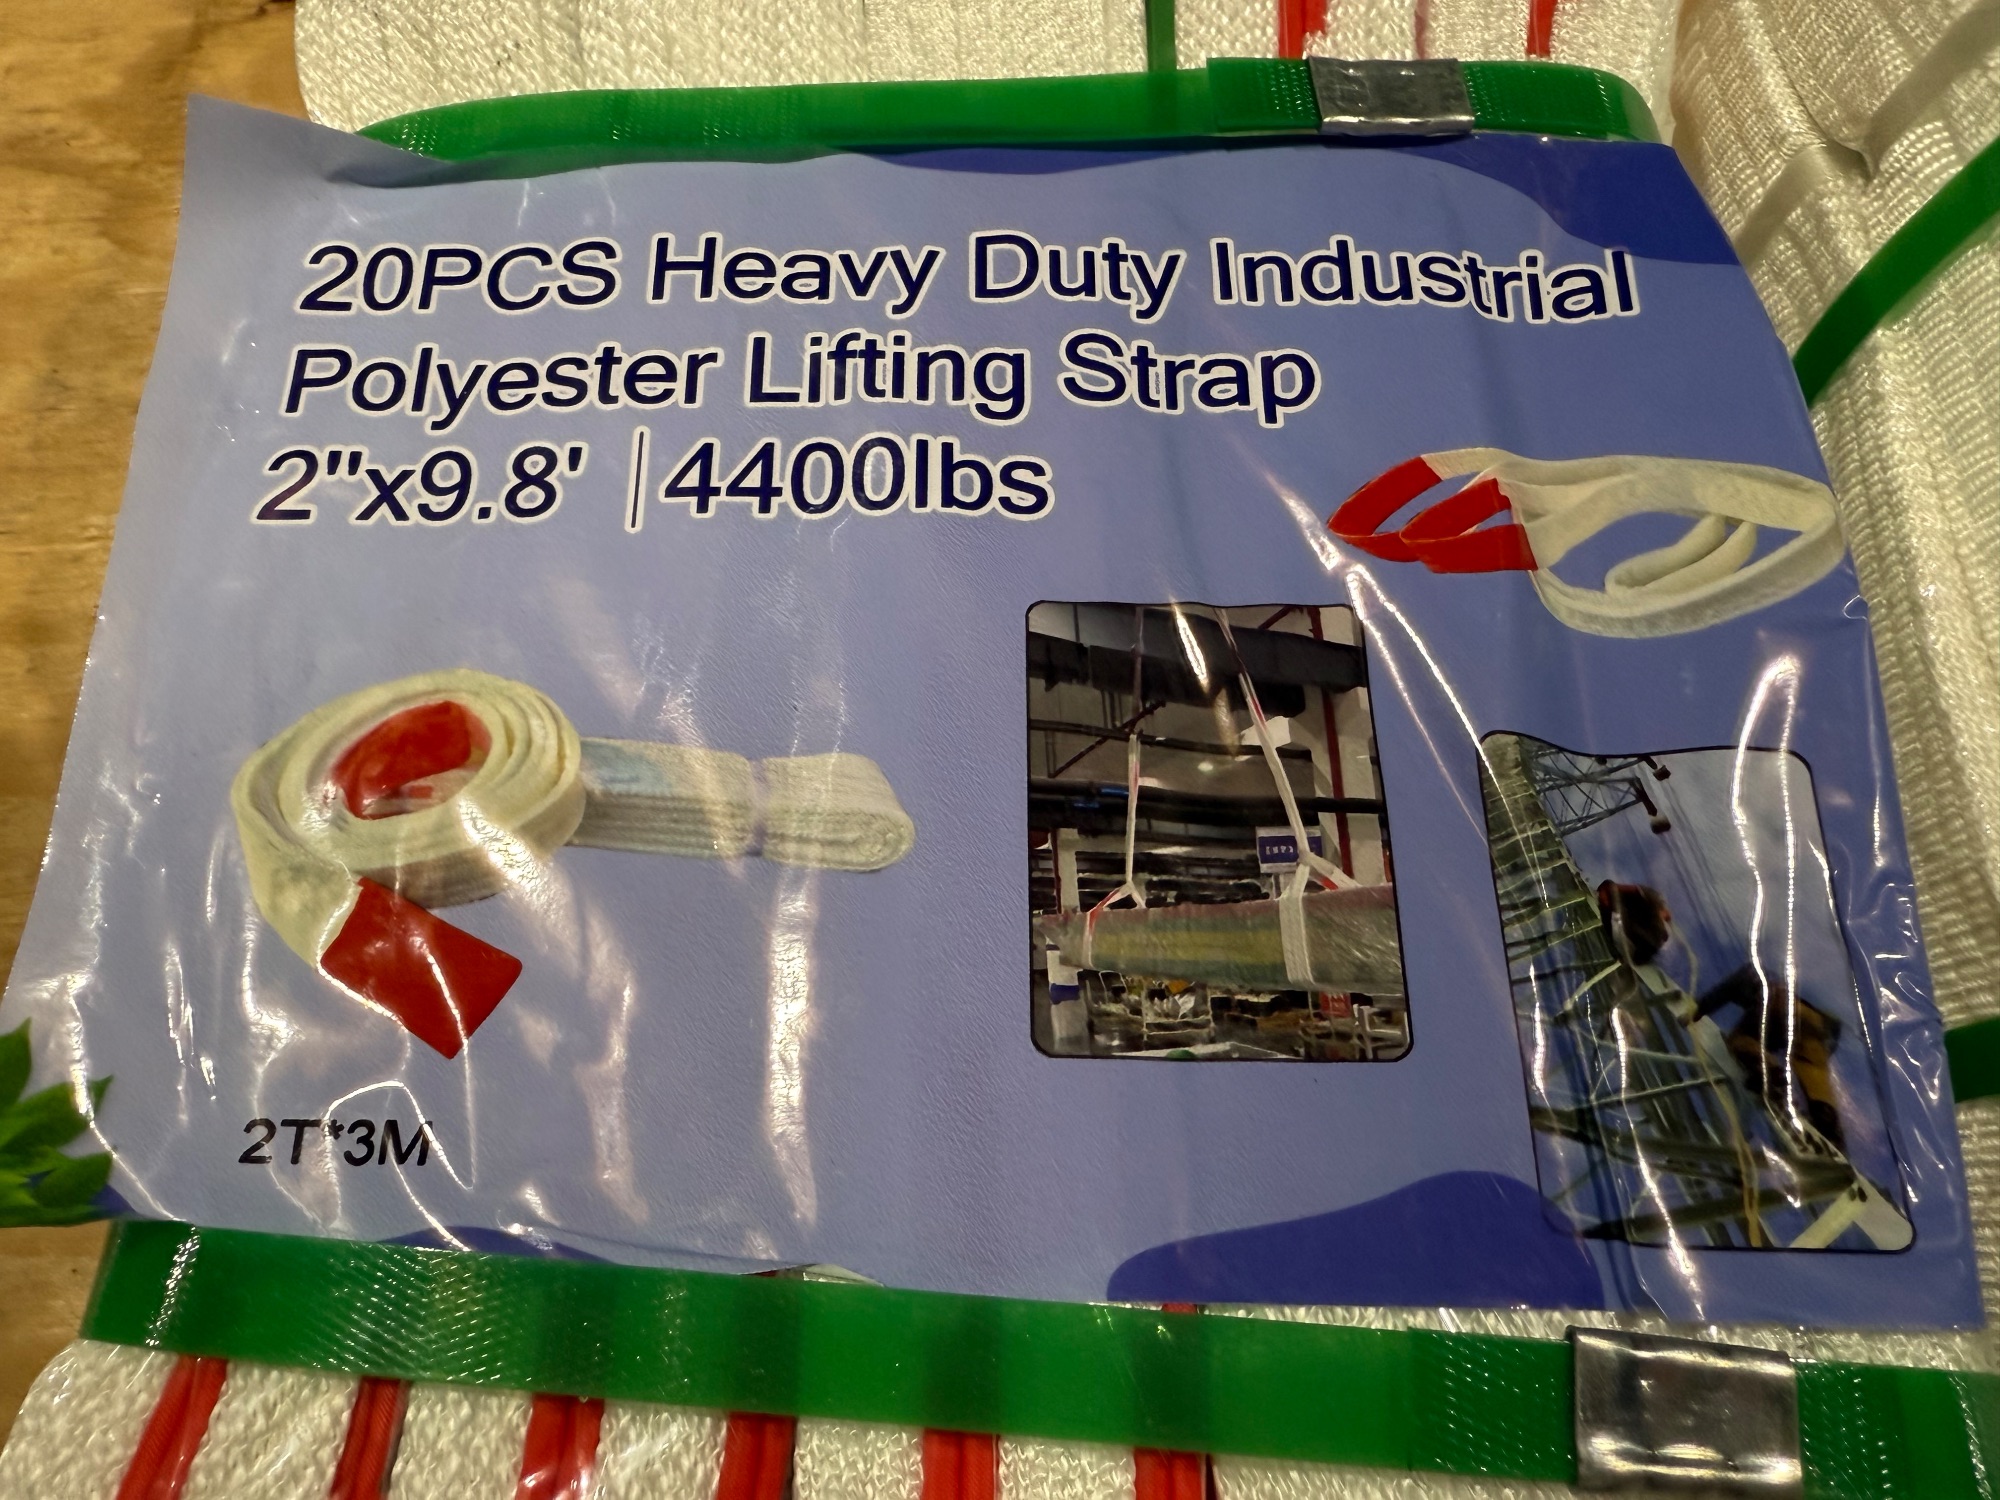 20PCS Heavy Duty Industrial
Polyester Lifting Strap
2"x9.8' | 4400lbs
2T*3M